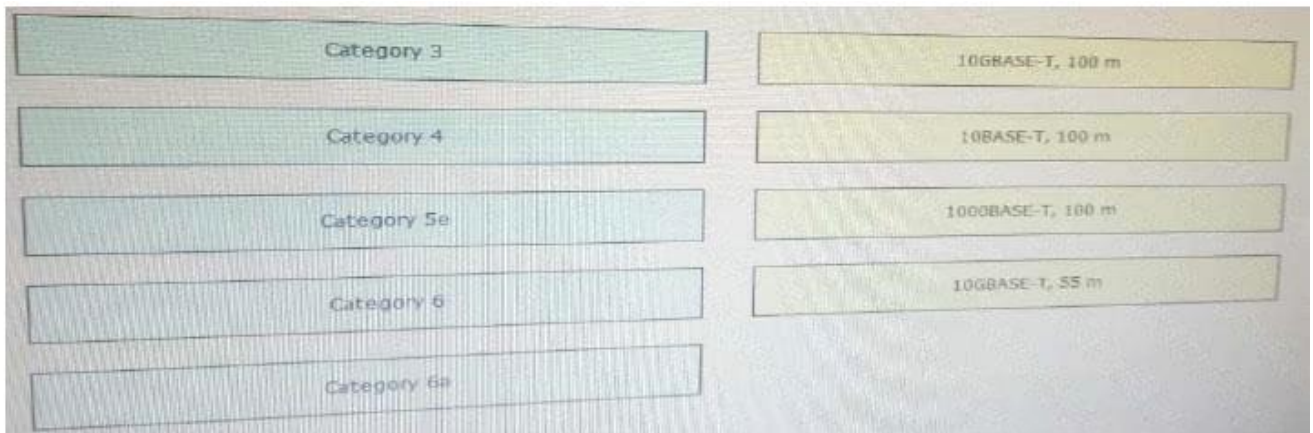 Category 3
Category 4
Category 5e
Category 6
Category 6a
10GBASE-T, 100 m
10BASE-T, 100 m
1000BASE-T, 100 m
10GBASE-T, 55 m